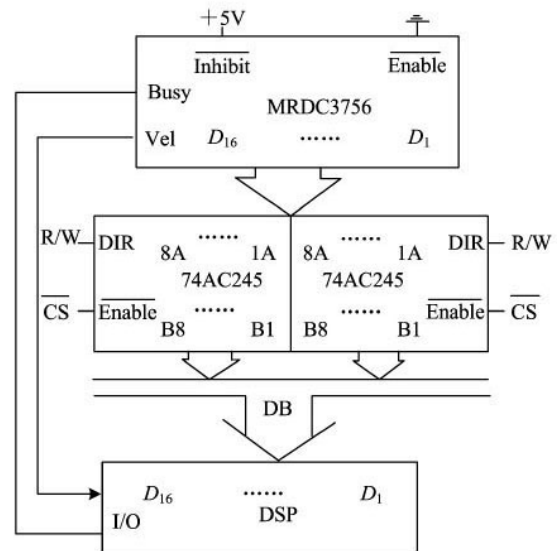 +5V
Inhibit Enable
Busy MRDC3756
Vel D16 ...... D1
R/W DIR ...... ...... DIR R/W
8A 1A 8A 1A
74AC245 74AC245
CS Enable ...... ...... Enable CS
B8 B1 B8 B1
DB
D16 ...... D1
I/O DSP